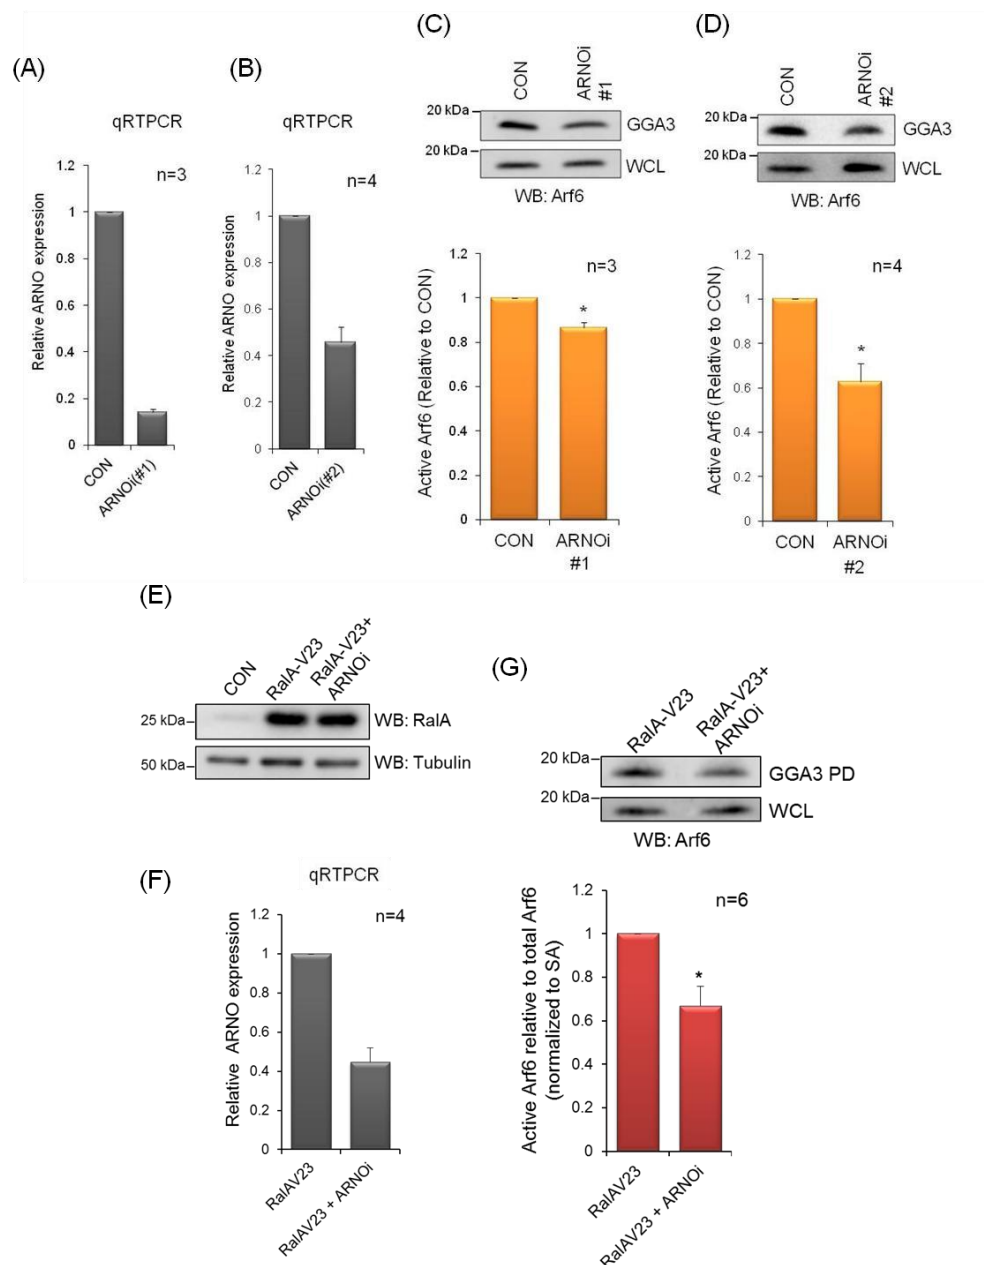 (A)
qRTPCR
n=3
Relative ARNO expression
1.2
1
0.8
0.6
0.4
0.2
0
CON
ARNOi(#1)
(B)
qRTPCR
n=4
Relative ARNO expression
1.2
1
0.8
0.6
0.4
0.2
0
CON
ARNOi(#2)
(C)
CON
ARNOi
#1
20 kDa
GGA3
20 kDa
WCL
WB: Arf6
n=3
Active Arf6 (Relative to CON)
1.2
1
0.8
0.6
0.4
0.2
0
*
CON
ARNOi
#1
(D)
CON
ARNOi
#2
20 kDa
GGA3
20 kDa
WCL
WB: Arf6
n=4
Active Arf6 (Relative to CON)
1.2
1
0.8
0.6
0.4
0.2
0
*
CON
ARNOi
#2
(E)
CON
RalA-V23
RalA-V23+
ARNOi
25 kDa
WB: RalA
50 kDa
WB: Tubulin
(G)
RalA-V23
RalA-V23+
ARNOi
20 kDa
GGA3 PD
20 kDa
WCL
WB: Arf6
(F)
qRTPCR
n=4
Relative ARNO expression
1.2
1
0.8
0.6
0.4
0.2
0
RalAV23
RalAV23 + ARNOi
n=6
Active Arf6 relative to total Arf6
(normalized to SA)
1.2
1
0.8
0.6
0.4
0.2
0
*
RalAV23
RalAV23 + ARNOi